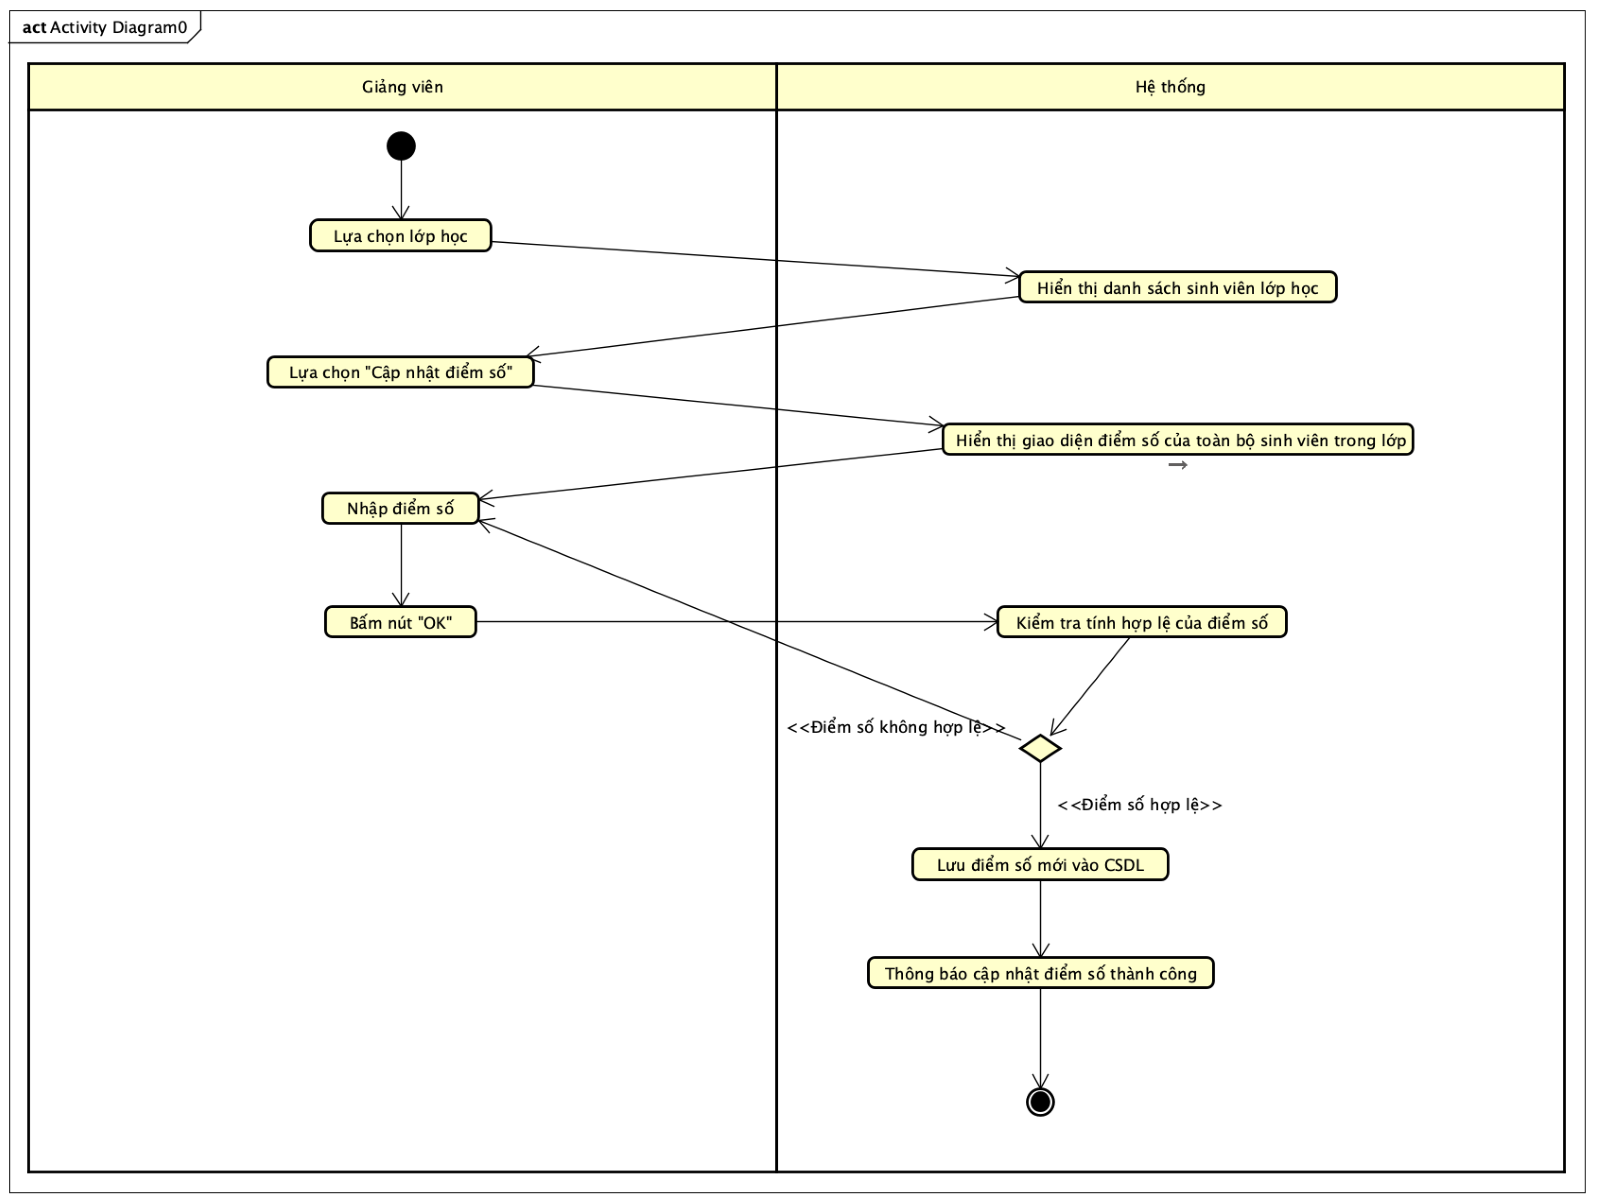 act Activity Diagram0
Giảng viên
Hệ thống
Lựa chọn lớp học
Hiển thị danh sách sinh viên lớp học
Lựa chọn "Cập nhật điểm số"
Hiển thị giao diện điểm số của toàn bộ sinh viên trong lớp
Nhập điểm số
Bấm nút "OK"
Kiểm tra tính hợp lệ của điểm số
<<Điểm số không hợp lệ>>
<<Điểm số hợp lệ>>
Lưu điểm số mới vào CSDL
Thông báo cập nhật điểm số thành công